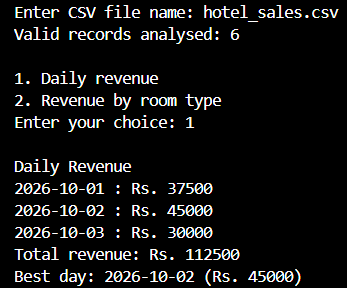 Enter CSV file name: hotel_sales.csv
Valid records analysed: 6
1. Daily revenue
2. Revenue by room type
Enter your choice: 1
Daily Revenue
2026-10-01 : Rs. 37500
2026-10-02 : Rs. 45000
2026-10-03 : Rs. 30000
Total revenue: Rs. 112500
Best day: 2026-10-02 (Rs. 45000)